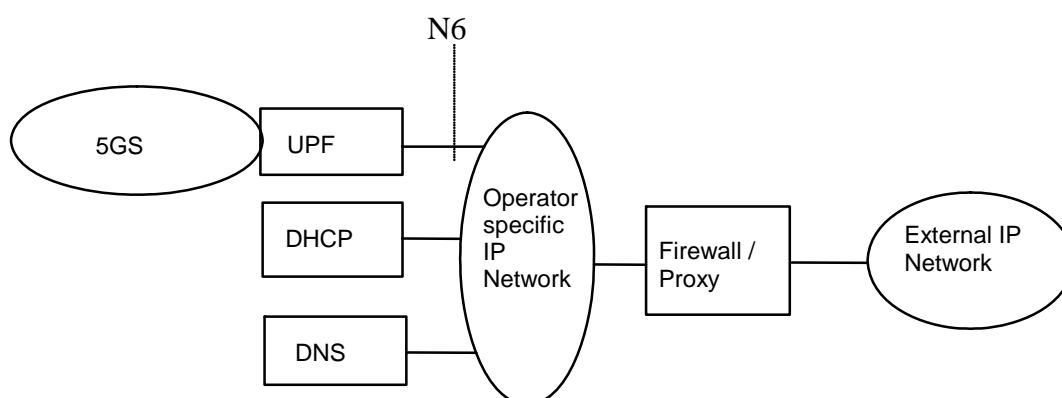 N6
5GS
UPF
DHCP
DNS
Operator
specific
IP
Network
Firewall /
Proxy
External IP
Network